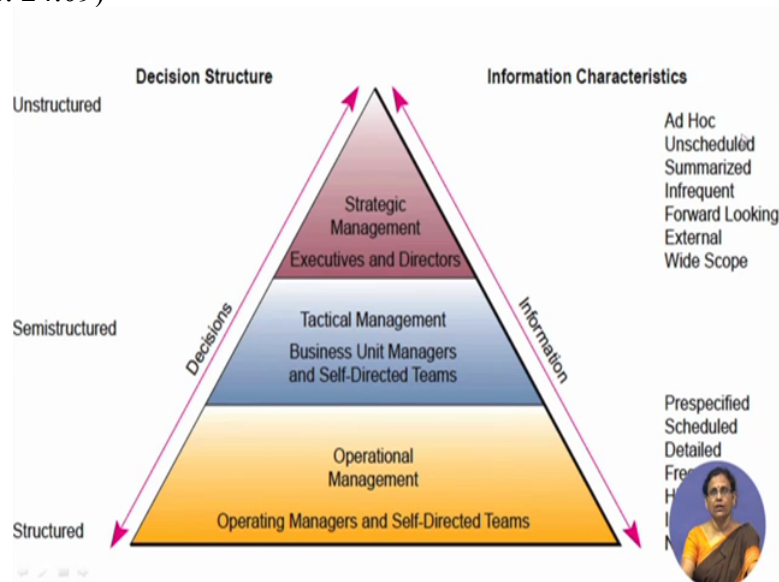 Decision Structure
Information Characteristics
Unstructured
Ad Hoc
Unscheduled
Summarized
Infrequent
Forward Looking
External
Wide Scope
Strategic
Management
Executives and Directors
Decisions
Information
Semistructured
Tactical Management
Business Unit Managers
and Self-Directed Teams
Prespecified
Scheduled
Detailed
Operational
Management
Structured
Operating Managers and Self-Directed Teams